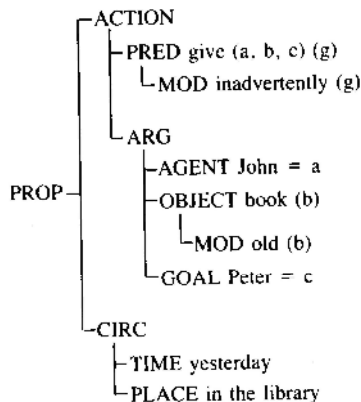 ACTION
PRED give (a. b, c) (g)
MOD inadvertently (g)
ARG
AGENT John = a
PROP
OBJECT book (b)
MOD old (b)
GOAL Peter = c
CIRC
TIME yesterday
PLACE in the library